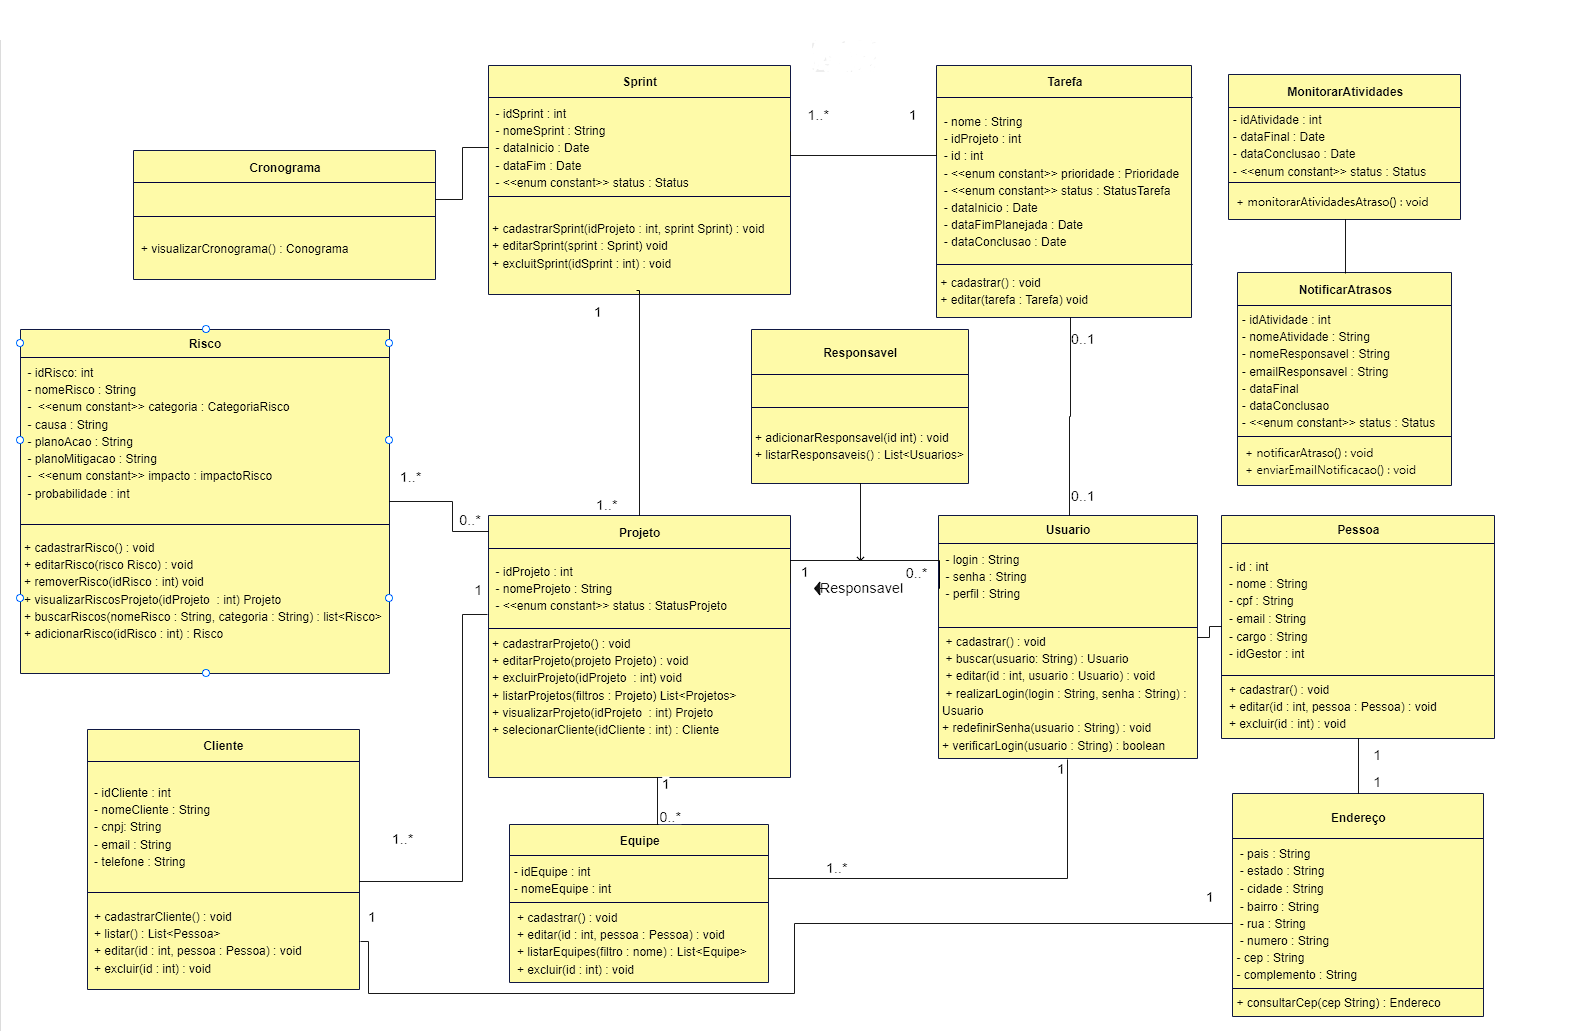 Sprint
- idSprint : int
- nomeSprint : String
- dataInicio : Date
- dataFim : Date
- <<enum constant>> status : Status
+ cadastrarSprint(idProjeto : int, sprint Sprint) : void
+ editarSprint(sprint : Sprint) void
+ excluitSprint(idSprint : int) : void
1..*
1
Tarefa
- nome : String
- idProjeto : int
- id : int
- <<enum constant>> prioridade : Prioridade
- <<enum constant>> status : StatusTarefa
- dataInicio : Date
- dataFimPlanejada : Date
- dataConclusao : Date
+ cadastrar() : void
+ editar(tarefa : Tarefa) void
MonitorarAtividades
- idAtividade : int
- dataFinal : Date
- dataConclusao : Date
- <<enum constant>> status : Status
+ monitorarAtividadesAtraso() : void
Cronograma
+ visualizarCronograma() : Conograma
NotificarAtrasos
- idAtividade : int
- nomeAtividade : String
- nomeResponsavel : String
- emailResponsavel : String
- dataFinal
- dataConclusao
- <<enum constant>> status : Status
+ notificarAtraso() : void
+ enviarEmailNotificacao() : void
1
0..1
Risco
- idRisco: int
- nomeRisco : String
- <<enum constant>> categoria : CategoriaRisco
- causa : String
- planoAcao : String
- planoMitigacao : String
- <<enum constant>> impacto : impactoRisco
- probabilidade : int
+ cadastrarRisco() : void
+ editarRisco(risco Risco) : void
+ removerRisco(idRisco : int) void
+ visualizarRiscosProjeto(idProjeto : int) Projeto
+ buscarRiscos(nomeRisco : String, categoria : String) : list<Risco>
+ adicionarRisco(idRisco : int) : Risco
Responsavel
+ adicionarResponsavel(id int) : void
+ listarResponsaveis() : List<Usuarios>
1..*
0..*
1..*
0..1
Projeto
- idProjeto : int
- nomeProjeto : String
- <<enum constant>> status : StatusProjeto
+ cadastrarProjeto() : void
+ editarProjeto(projeto Projeto) : void
+ excluirProjeto(idProjeto : int) void
+ listarProjetos(filtros : Projeto) List<Projetos>
+ visualizarProjeto(idProjeto : int) Projeto
+ selecionarCliente(idCliente : int) : Cliente
1
1
0..*
Responsavel
Usuario
- login : String
- senha : String
- perfil : String
+ cadastrar() : void
+ buscar(usuario: String) : Usuario
+ editar(id : int, usuario : Usuario) : void
+ realizarLogin(login : String, senha : String) :
Usuario
+ redefinirSenha(usuario : String) : void
+ verificarLogin(usuario : String) : boolean
Pessoa
- id : int
- nome : String
- cpf : String
- email : String
- cargo : String
- idGestor : int
+ cadastrar() : void
+ editar(id : int, pessoa : Pessoa) : void
+ excluir(id : int) : void
1
1
Cliente
- idCliente : int
- nomeCliente : String
- cnpj: String
- email : String
- telefone : String
+ cadastrarCliente() : void
+ listar() : List<Pessoa>
+ editar(id : int, pessoa : Pessoa) : void
+ excluir(id : int) : void
1..*
1
1
0..*
Equipe
- idEquipe : int
- nomeEquipe : int
+ cadastrar() : void
+ editar(id : int, pessoa : Pessoa) : void
+ listarEquipes(filtro : nome) : List<Equipe>
+ excluir(id : int) : void
1
1..*
1
Endereço
- pais : String
- estado : String
- cidade : String
- bairro : String
- rua : String
- numero : String
- cep : String
- complemento : String
+ consultarCep(cep String) : Endereco